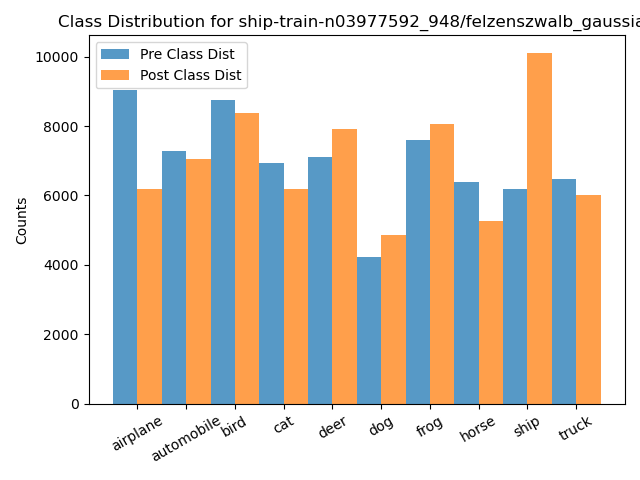 Class Distribution for ship-train-n03977592_948/felzenszwalb_gaussia
Pre Class Dist
Post Class Dist
Counts
10000
8000
6000
4000
2000
0
airplane
automobile
bird
cat
deer
dog
frog
horse
ship
truck